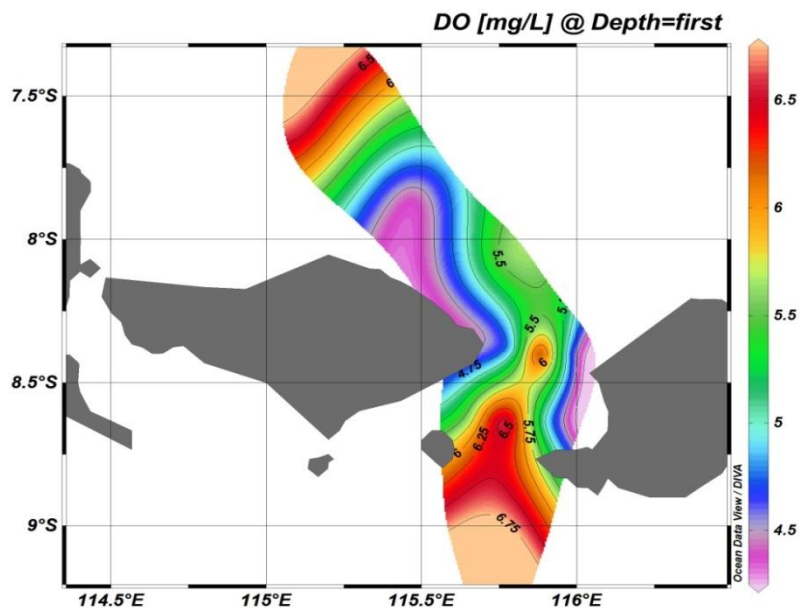 DO [mg/L] @ Depth=first
6.5
6
7.5°S
6.5
8°S
5.5
6
5.5
5.5
4.75
6
8.5°S
6.5
6.25
5.75
6
5
9°S
6.75
4.5
Ocean Data View / DIVA
114.5°E
115°E
115.5°E
116°E